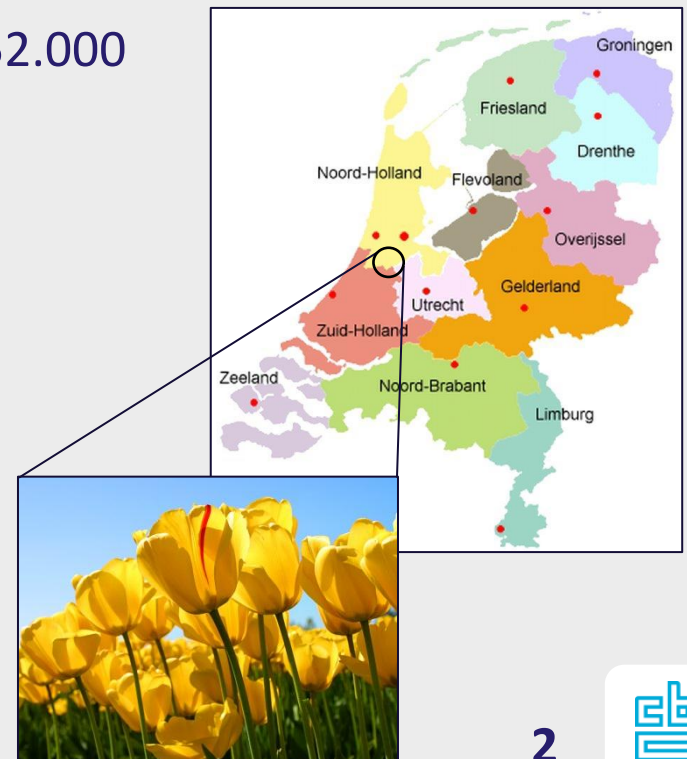 2.000
Groningen
Friesland
Drenthe
Noord-Holland
Flevoland
Overijssel
Gelderland
Utrecht
Zuid-Holland
Zeeland
Noord-Brabant
Limburg
2